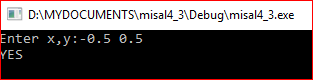 D:\MYDOCUMENTS\misal4_3\Debug\misal4_3.exe
Enter x,y:-0.5 0.5
YES